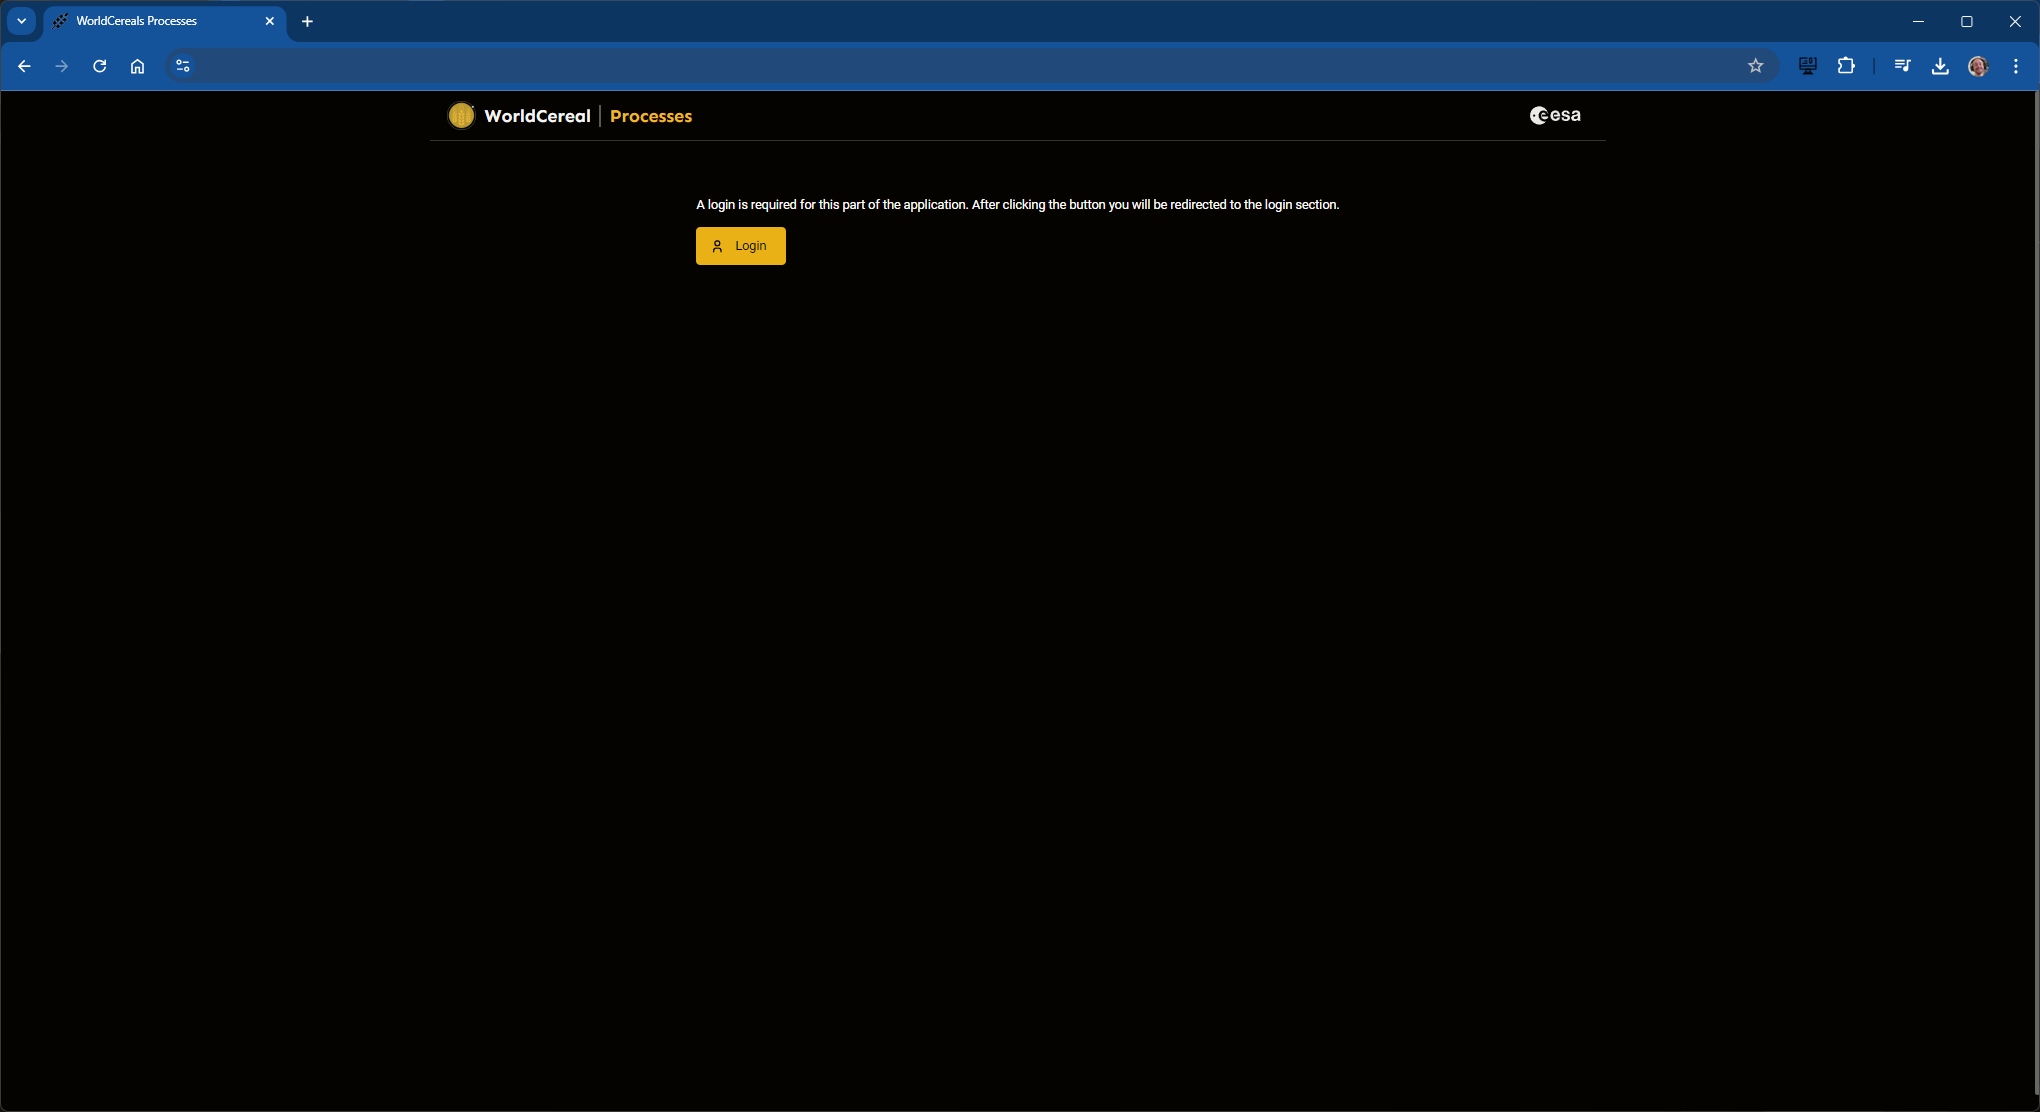 WorldCereals Processes
WorldCereal | Processes
esa
A login is required for this part of the application. After clicking the button you will be redirected to the login section.
Login